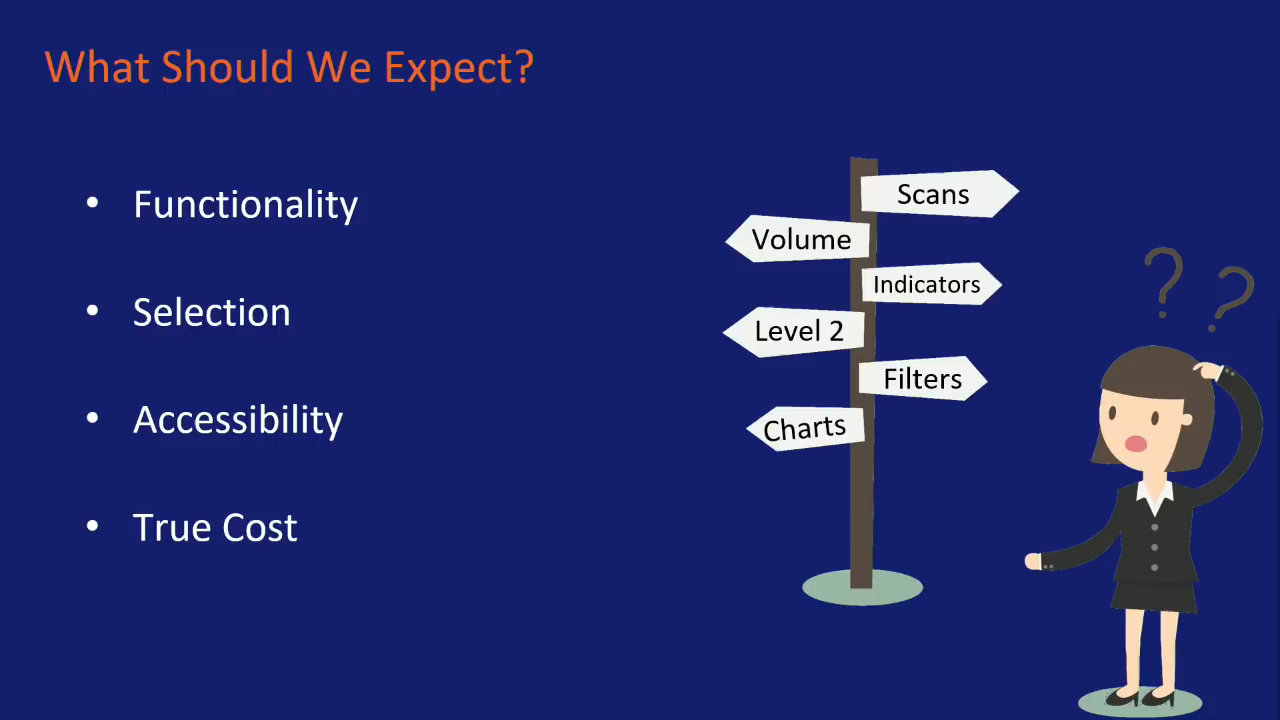 What Should We Expect?
• Functionality
• Selection
• Accessibility
• True Cost
Scans
Volume
Indicators
Level 2
Filters
Charts
? ?